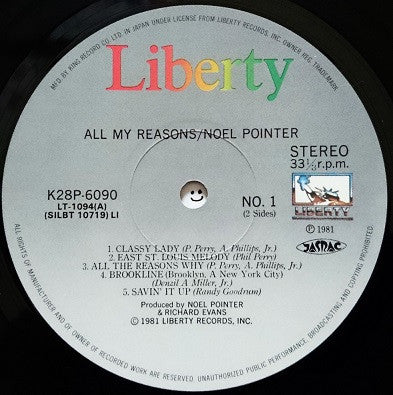 MFG. BY KING RECORD CO. LTD. IN JAPAN UNDER LICENSE FROM LIBERTY RECORDS, INC. OWNER REG. TRADEMARK.
Liberty
ALL MY REASONS/NOEL POINTER
STEREO
33⅓r.p.m.
K28P-6090
LT-1094(A)
(SILBT 10719) LI
NO. 1
(2 Sides)
LIBERTY
℗ 1981
JASRAC
1. CLASSY LADY (P. Perry, A. Phillips, Jr.)
2. EAST ST. LOUIS MELODY (Phil Perry)
3. ALL THE REASONS WHY (P. Perry, A. Phillips, Jr.)
4. BROOKLINE (Brooklyn, A New York City)
(Denzil A Miller, Jr.)
5. SAVIN' IT UP (Randy Goodrum)
Produced by NOEL POINTER
& RICHARD EVANS
℗ © 1981 LIBERTY RECORDS, INC.
ALL RIGHTS OF MANUFACTURER AND OF OWNER OF RECORDED WORK ARE RESERVED. UNAUTHORIZED PUBLIC PERFORMANCE, BROADCASTING AND COPYING PROHIBITED.